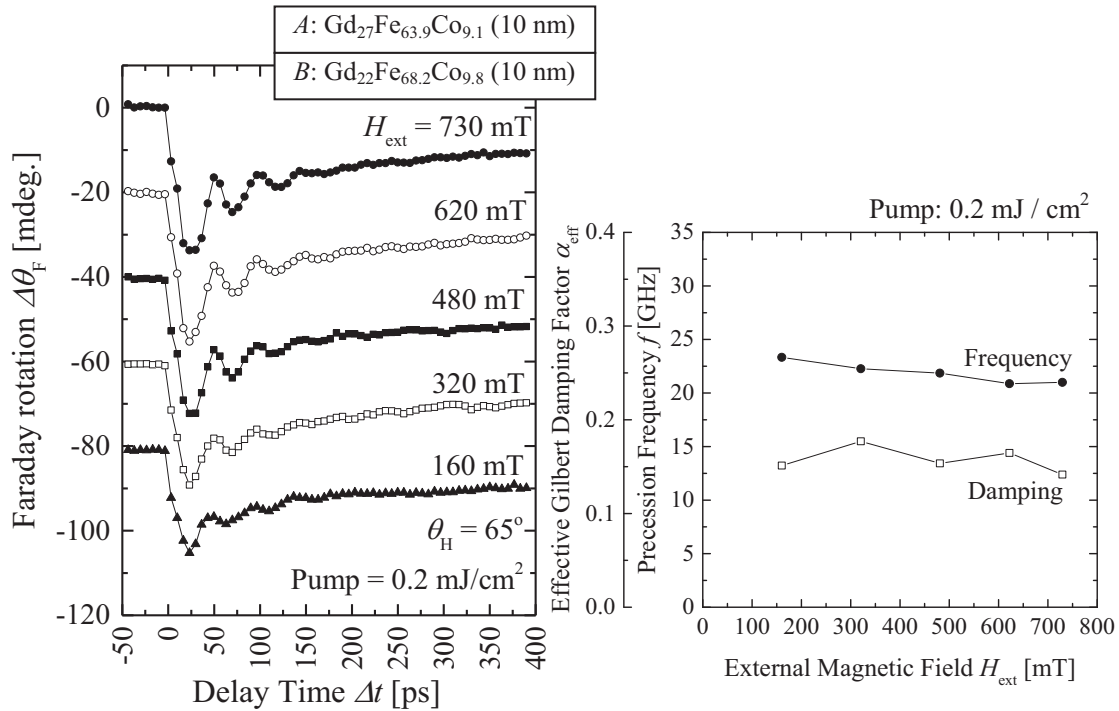 A: Gd27Fe63.9Co9.1 (10 nm)
B: Gd22Fe68.2Co9.8 (10 nm)
Faraday rotation ΔθF [mdeg.]
0
-20
-40
-60
-80
-100
-120
Hext = 730 mT
620 mT
480 mT
320 mT
160 mT
θH = 65°
Pump = 0.2 mJ/cm²
-50
0
50
100
150
200
250
300
350
400
Delay Time Δt [ps]
Pump: 0.2 mJ / cm²
Effective Gilbert Damping Factor αeff
0.4
0.3
0.2
0.1
0.0
Precession Frequency f [GHz]
35
30
25
20
15
10
5
0
Frequency
Damping
0 100 200 300 400 500 600 700 800
External Magnetic Field Hext [mT]